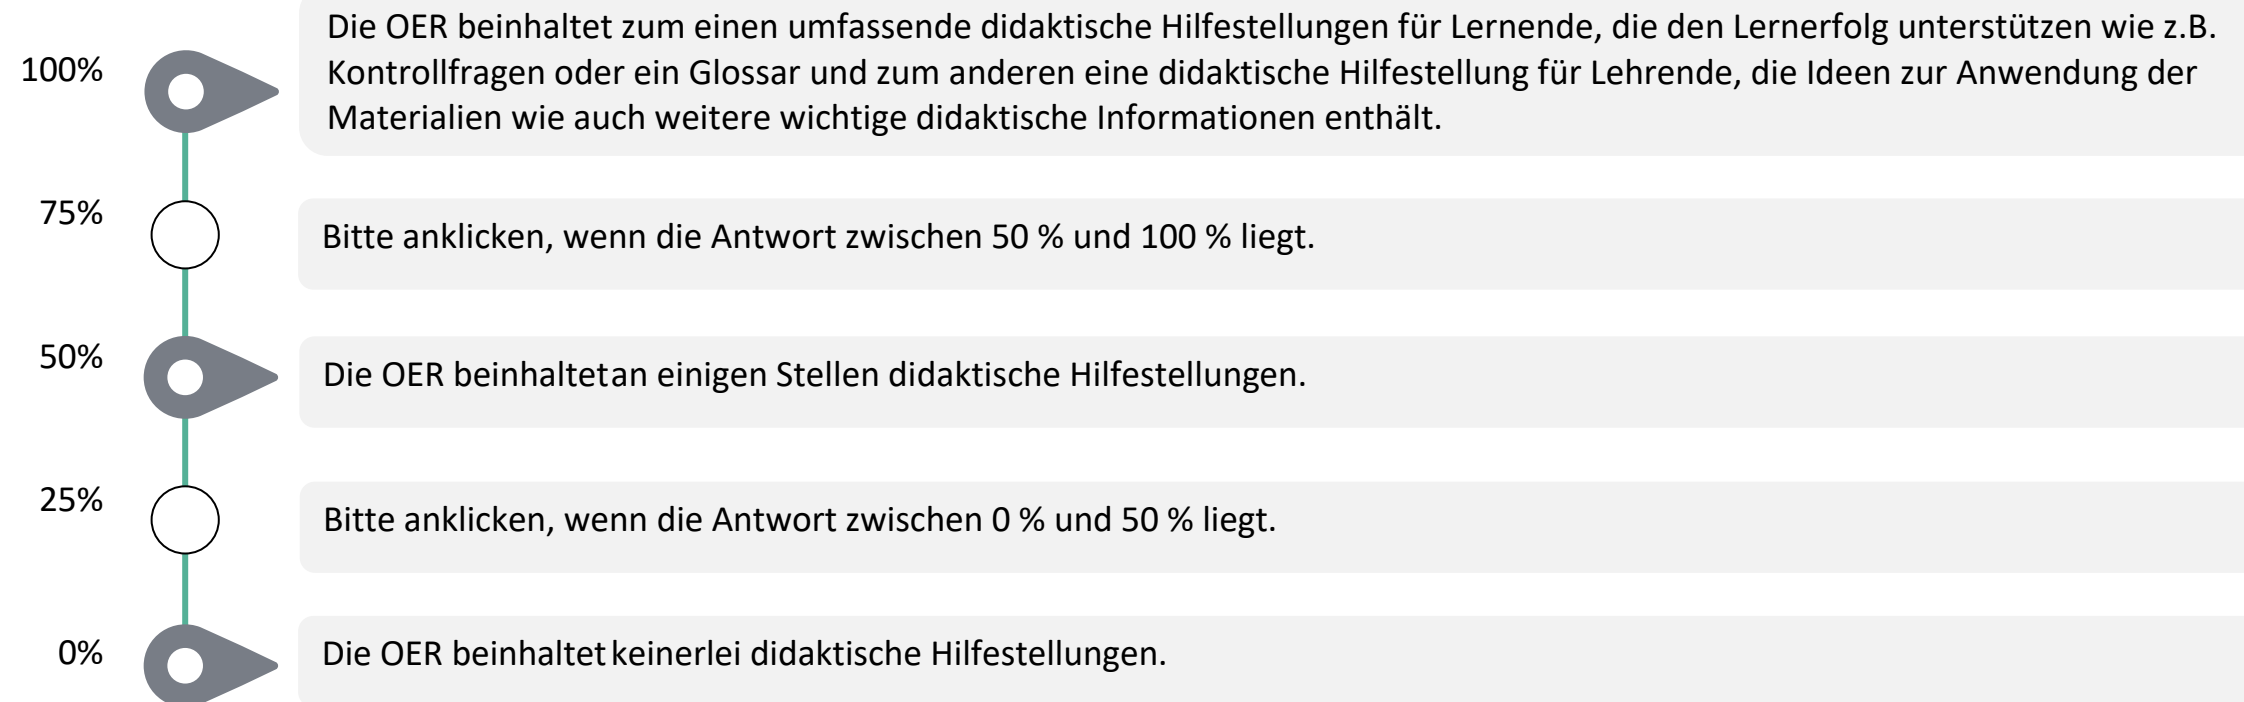 Die OER beinhaltet zum einen umfassende didaktische Hilfestellungen für Lernende, die den Lernerfolg unterstützen wie z.B.
100%
Kontrollfragen oder ein Glossar und zum anderen eine didaktische Hilfestellung für Lehrende, die Ideen zur Anwendung der
Materialien wie auch weitere wichtige didaktische Informationen enthält.
75%
Bitte anklicken, wenn die Antwort zwischen 50 % und 100 % liegt.
50%
Die OER beinhaltetan einigen Stellen didaktische Hilfestellungen.
25%
Bitte anklicken, wenn die Antwort zwischen 0 % und 50 % liegt.
0%
Die OER beinhaltet keinerlei didaktische Hilfestellungen.